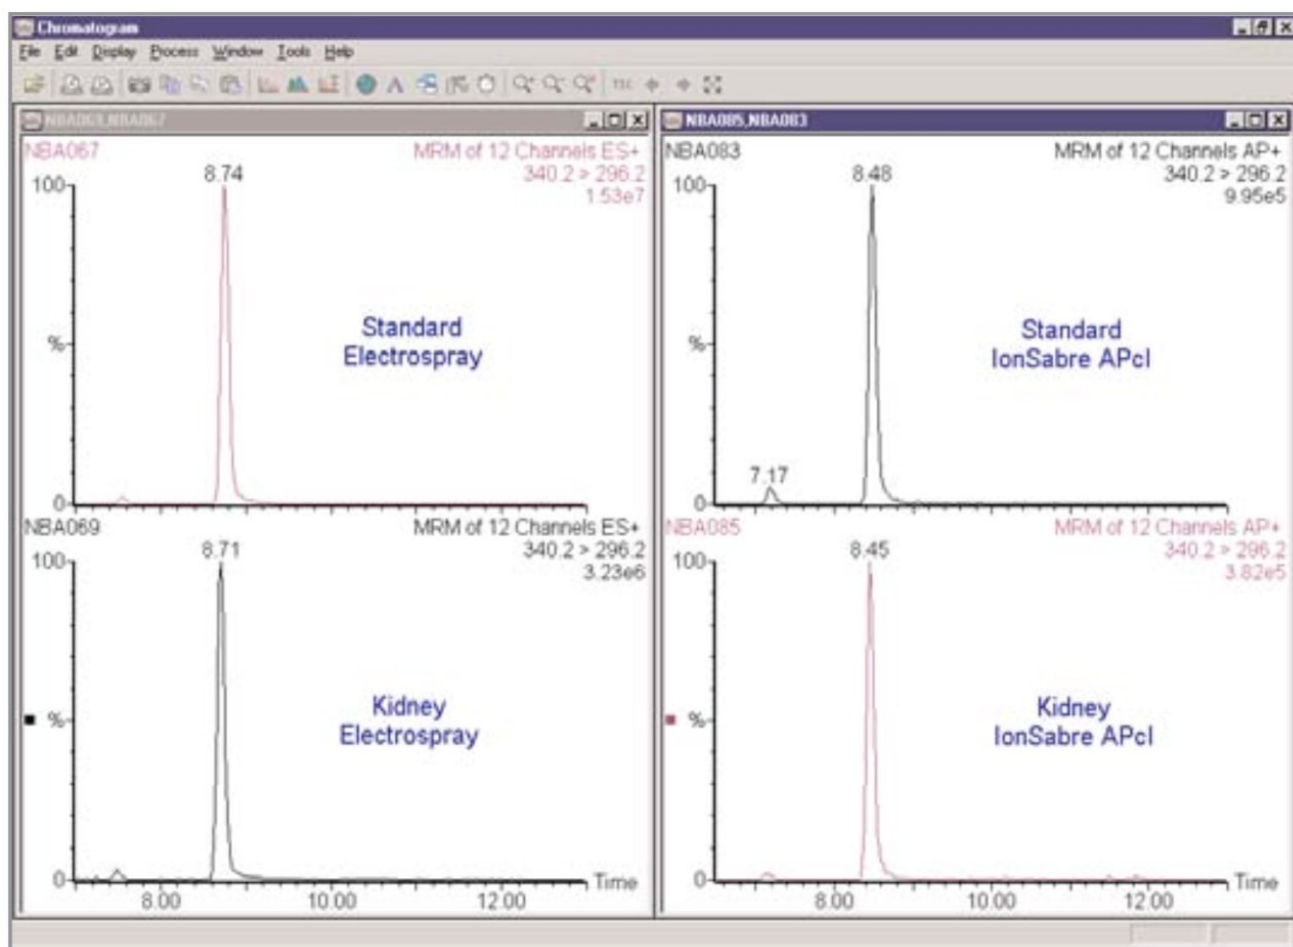 Chromatogram
File Edit Display Process Window Tools Help
NBA069,NBA067
NBA067
MRM of 12 Channels ES+
340.2 > 296.2
1.53e7
8.74
100
%
0
Standard
Electrospray
NBA069
MRM of 12 Channels ES+
340.2 > 296.2
3.23e6
8.71
100
%
0
Kidney
Electrospray
Time
8.00 10.00 12.00
NBA085,NBA083
NBA083
MRM of 12 Channels AP+
340.2 > 296.2
9.95e5
8.48
100
%
7.17
0
Standard
IonSabre APcI
NBA085
MRM of 12 Channels AP+
340.2 > 296.2
3.82e5
8.45
100
%
0
Kidney
IonSabre APcI
Time
8.00 10.00 12.00